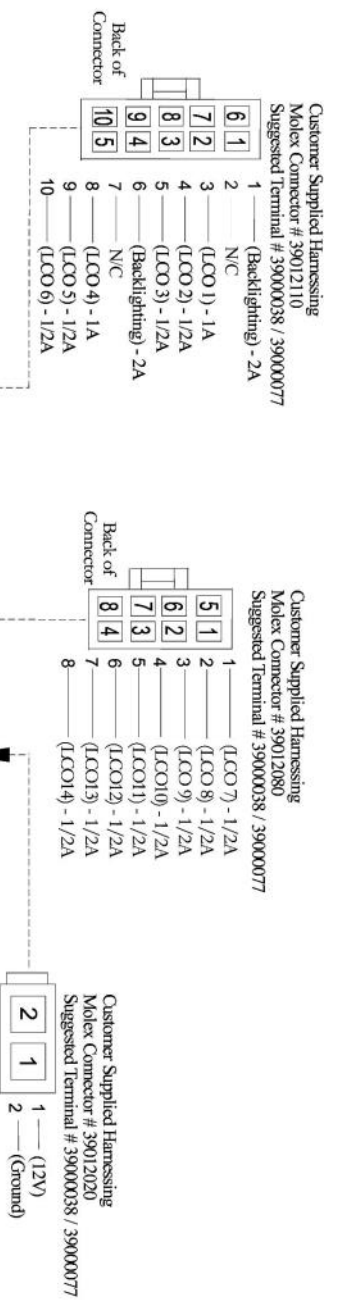 Customer Supplied Harnessing
Molex Connector # 39012110
Suggested Terminal # 39000038 / 39000077
6 1
7 2
8 3
9 4
10 5
Back of
Connector
1 (Backlighting) - 2A
2 N/C
3 (LCO 1) - 1A
4 (LCO 2) - 1/2A
5 (LCO 3) - 1/2A
6 (Backlighting) - 2A
7 N/C
8 (LCO 4) - 1A
9 (LCO 5) - 1/2A
10 (LCO 6) - 1/2A
Customer Supplied Harnessing
Molex Connector # 39012080
Suggested Terminal # 39000038 / 39000077
5 1
6 2
7 3
8 4
Back of
Connector
1 (LCO 7) - 1/2A
2 (LCO 8) - 1/2A
3 (LCO 9) - 1/2A
4 (LCO10) - 1/2A
5 (LCO11) - 1/2A
6 (LCO12) - 1/2A
7 (LCO13) - 1/2A
8 (LCO14) - 1/2A
Customer Supplied Harnessing
Molex Connector # 39012020
Suggested Terminal # 39000038 / 39000077
2 1
1 (12V)
2 (Ground)